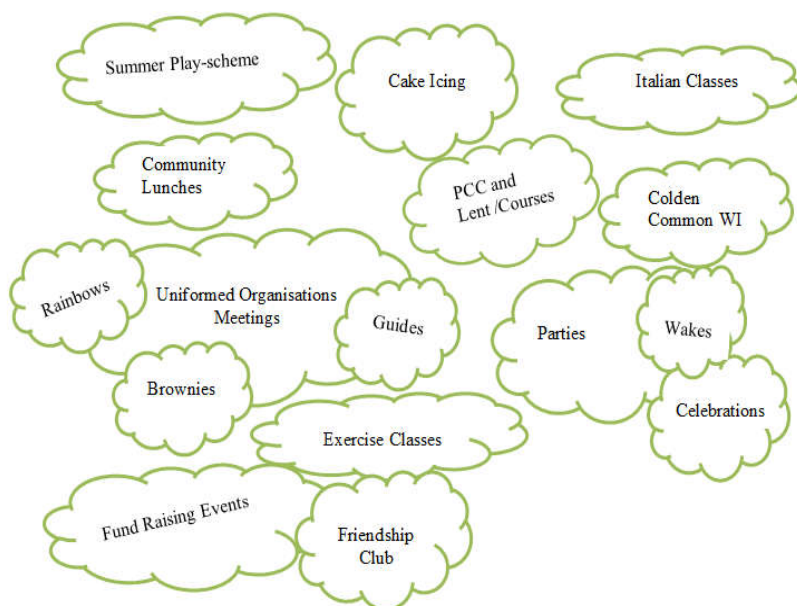 Summer Play-scheme
Cake Icing
Italian Classes
Community
Lunches
PCC and
Lent /Courses
Colden
Common WI
Rainbows
Uniformed Organisations
Meetings
Guides
Parties
Wakes
Brownies
Celebrations
Exercise Classes
Fund Raising Events
Friendship
Club